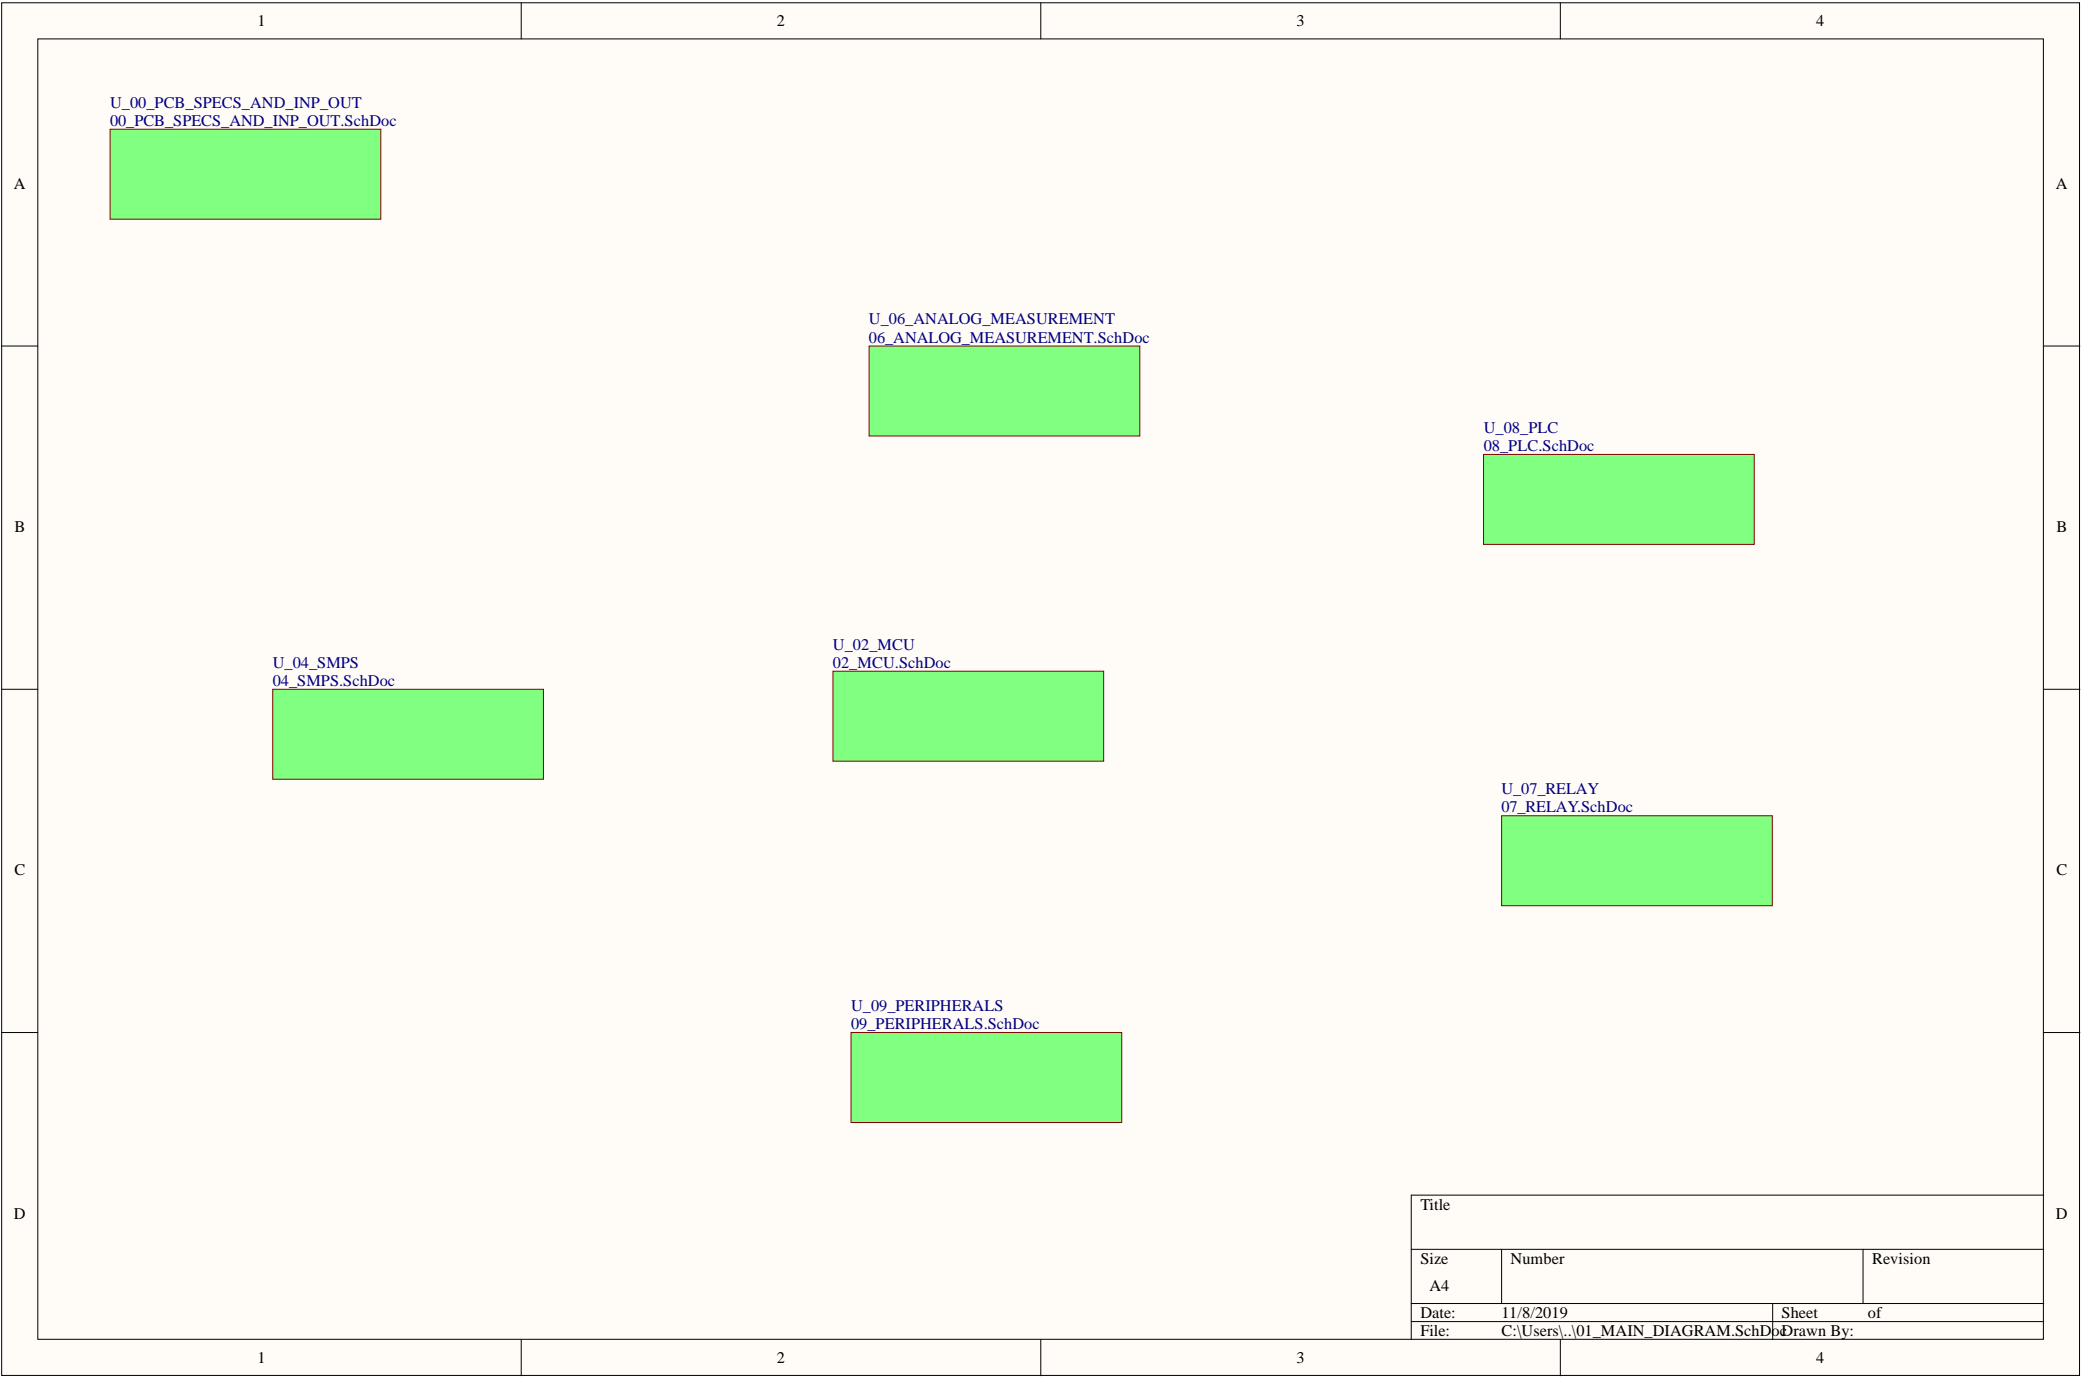 1 2 3 4
U_00_PCB_SPECS_AND_INP_OUT
00_PCB_SPECS_AND_INP_OUT.SchDoc
A A
U_06_ANALOG_MEASUREMENT
06_ANALOG_MEASUREMENT.SchDoc
U_08_PLC
08_PLC.SchDoc
B B
U_02_MCU
02_MCU.SchDoc
U_04_SMPS
04_SMPS.SchDoc
U_07_RELAY
07_RELAY.SchDoc
C C
U_09_PERIPHERALS
09_PERIPHERALS.SchDoc
Title
D D
Size Number Revision
A4
Date: 11/8/2019 Sheet of
File: C:\Users\..\01_MAIN_DIAGRAM.SchDoc Drawn By:
1 2 3 4